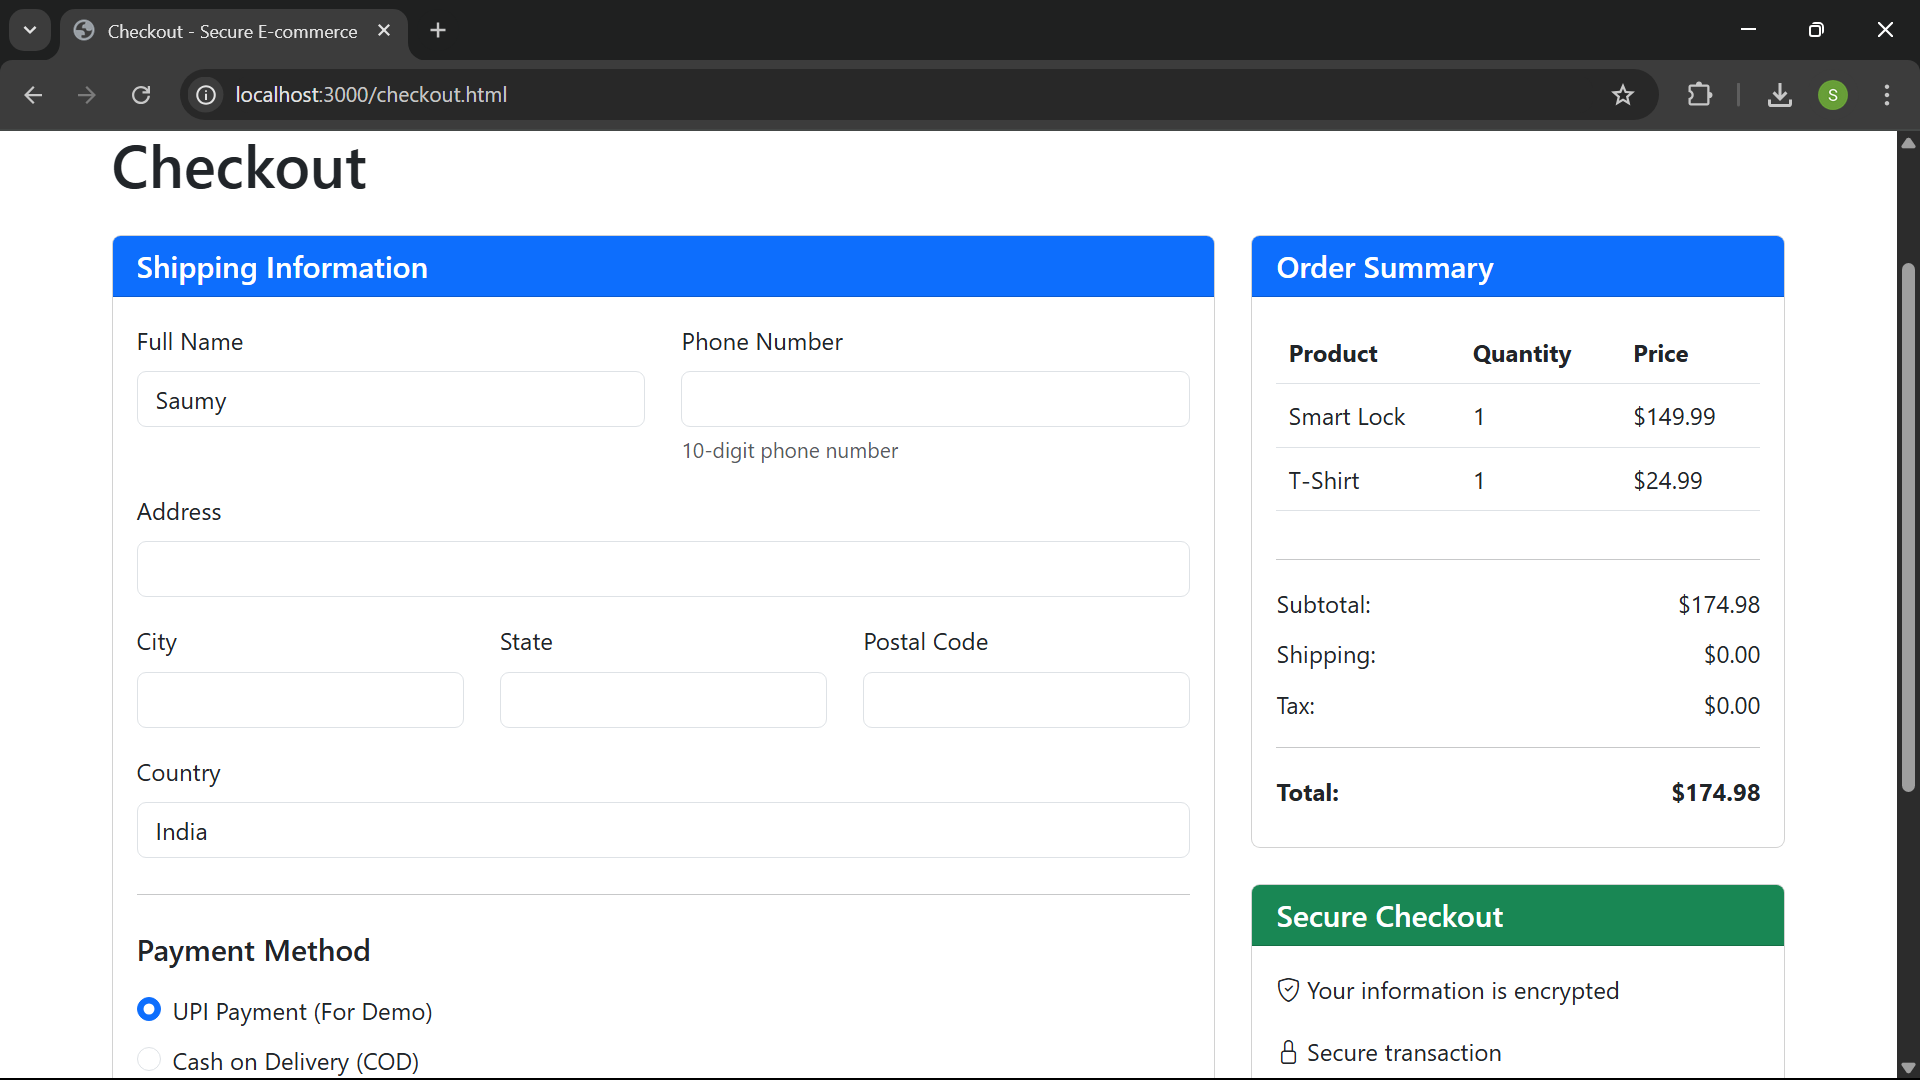 Checkout - Secure E-commerce
localhost:3000/checkout.html
S
Checkout
Shipping Information
Full Name
Phone Number
Saumy
10-digit phone number
Address
City
State
Postal Code
Country
India
Payment Method
UPI Payment (For Demo)
Cash on Delivery (COD)
Order Summary
Product Quantity Price
Smart Lock 1 $149.99
T-Shirt 1 $24.99
Subtotal: $174.98
Shipping: $0.00
Tax: $0.00
Total: $174.98
Secure Checkout
Your information is encrypted
Secure transaction